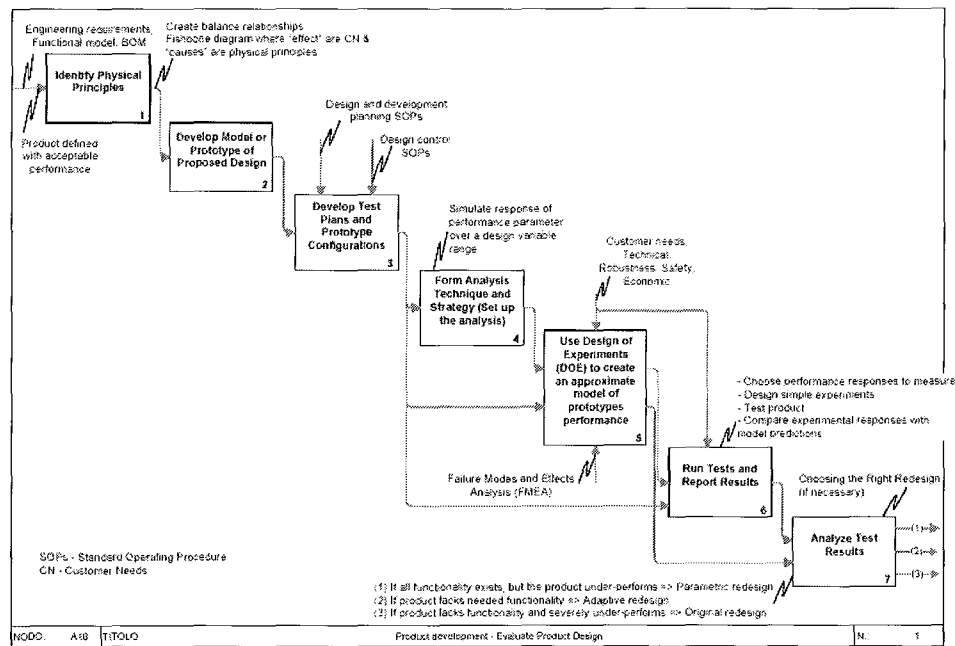 Engineering requirements,
Functional model, BOM
Create balance relationships
Fishbone diagram where "effect" are CN &
"causes" are physical principles
Identify Physical
Principles
1
Product defined
with acceptable
performance
Develop Model or
Prototype of
Proposed Design
2
Design and development
planning SOPs
Design control
SOPs
Develop Test
Plans and
Prototype
Configurations
3
Simulate response of
performance parameter
over a design variable
range
Form Analysis
Technique and
Strategy (Set up
the analysis)
4
Customer needs,
Technical,
Robustness, Safety,
Economic
Use Design of
Experiments
(DOE) to create
an approximate
model of
prototypes
performance
5
Failure Modes and Effects
Analysis (FMEA)
- Choose performance responses to measure
- Design simple experiments
- Test product
- Compare experimental responses with
model predictions
Run Tests and
Report Results
6
Choosing the Right Redesign
(if necessary)
Analyze Test
Results
7
(1)
(2)
(3)
SOPs - Standard Operating Procedure
CN - Customer Needs
(1) If all functionality exists, but the product under-performs => Parametric redesign
(2) If product lacks needed functionality => Adaptive redesign
(3) If product lacks functionality and severely under-performs => Original redesign
NODO: TITOLO Product development - Evaluate Product Design N.: 1